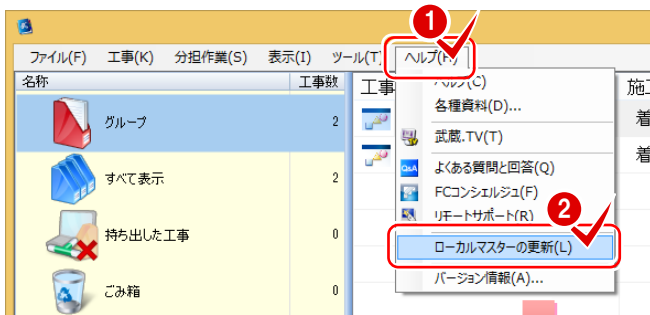 1
ファイル(F) 工事(K) 分担作業(S) 表示(I) ツール(T) ヘルプ(H)
名称 工事数 工事 施工
ヘルプ(C)
各種資料(D)...
グループ 2 着
武蔵.TV(T)
着
Q&A よくある質問と回答(Q)
すべて表示 2
FCコンシェルジュ(F)
2
リモートサポート(R)
持ち出した工事 0
ローカルマスターの更新(L)
バージョン情報(A)...
ごみ箱 0